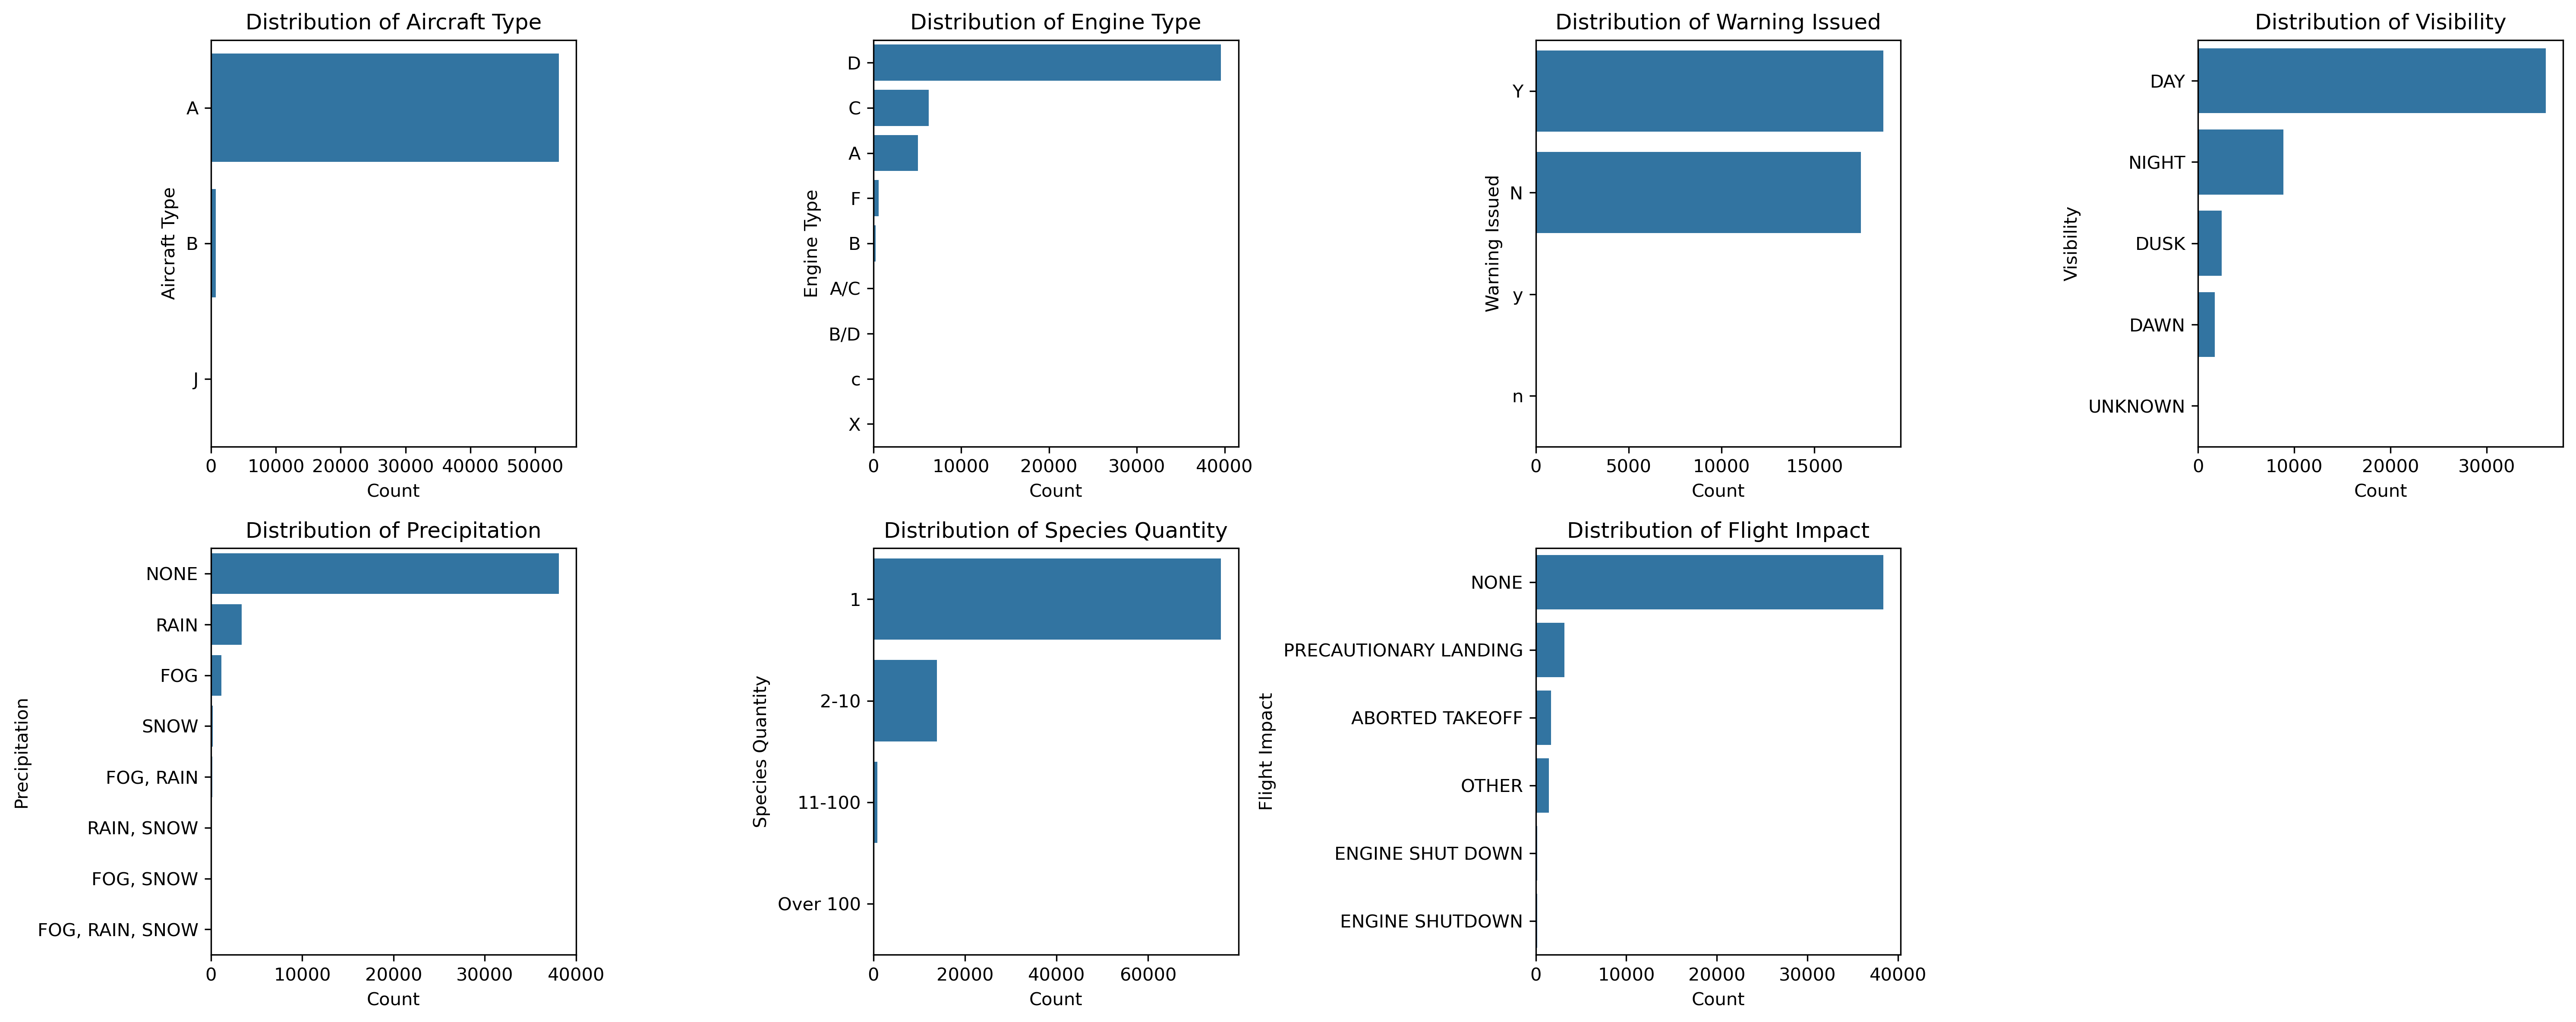 Distribution of Aircraft Type
Aircraft Type
A
B
J
0 10000 20000 30000 40000 50000
Count
Distribution of Engine Type
Engine Type
D
C
A
F
B
A/C
B/D
c
X
0 10000 20000 30000 40000
Count
Distribution of Warning Issued
Warning Issued
Y
N
y
n
0 5000 10000 15000
Count
Distribution of Visibility
Visibility
DAY
NIGHT
DUSK
DAWN
UNKNOWN
0 10000 20000 30000
Count
Distribution of Precipitation
Precipitation
NONE
RAIN
FOG
SNOW
FOG, RAIN
RAIN, SNOW
FOG, SNOW
FOG, RAIN, SNOW
0 10000 20000 30000 40000
Count
Distribution of Species Quantity
Species Quantity
1
2-10
11-100
Over 100
0 20000 40000 60000
Count
Distribution of Flight Impact
Flight Impact
NONE
PRECAUTIONARY LANDING
ABORTED TAKEOFF
OTHER
ENGINE SHUT DOWN
ENGINE SHUTDOWN
0 10000 20000 30000 40000
Count